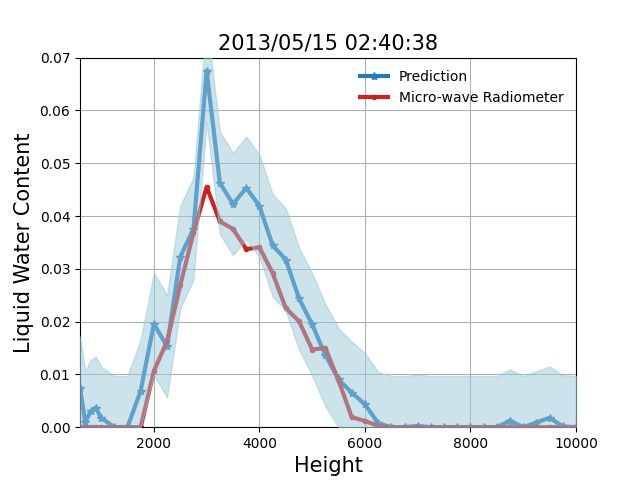 2013/05/15 02:40:38
Prediction
Micro-wave Radiometer
Liquid Water Content
0.07
0.06
0.05
0.04
0.03
0.02
0.01
0.00
2000 4000 6000 8000 10000
Height